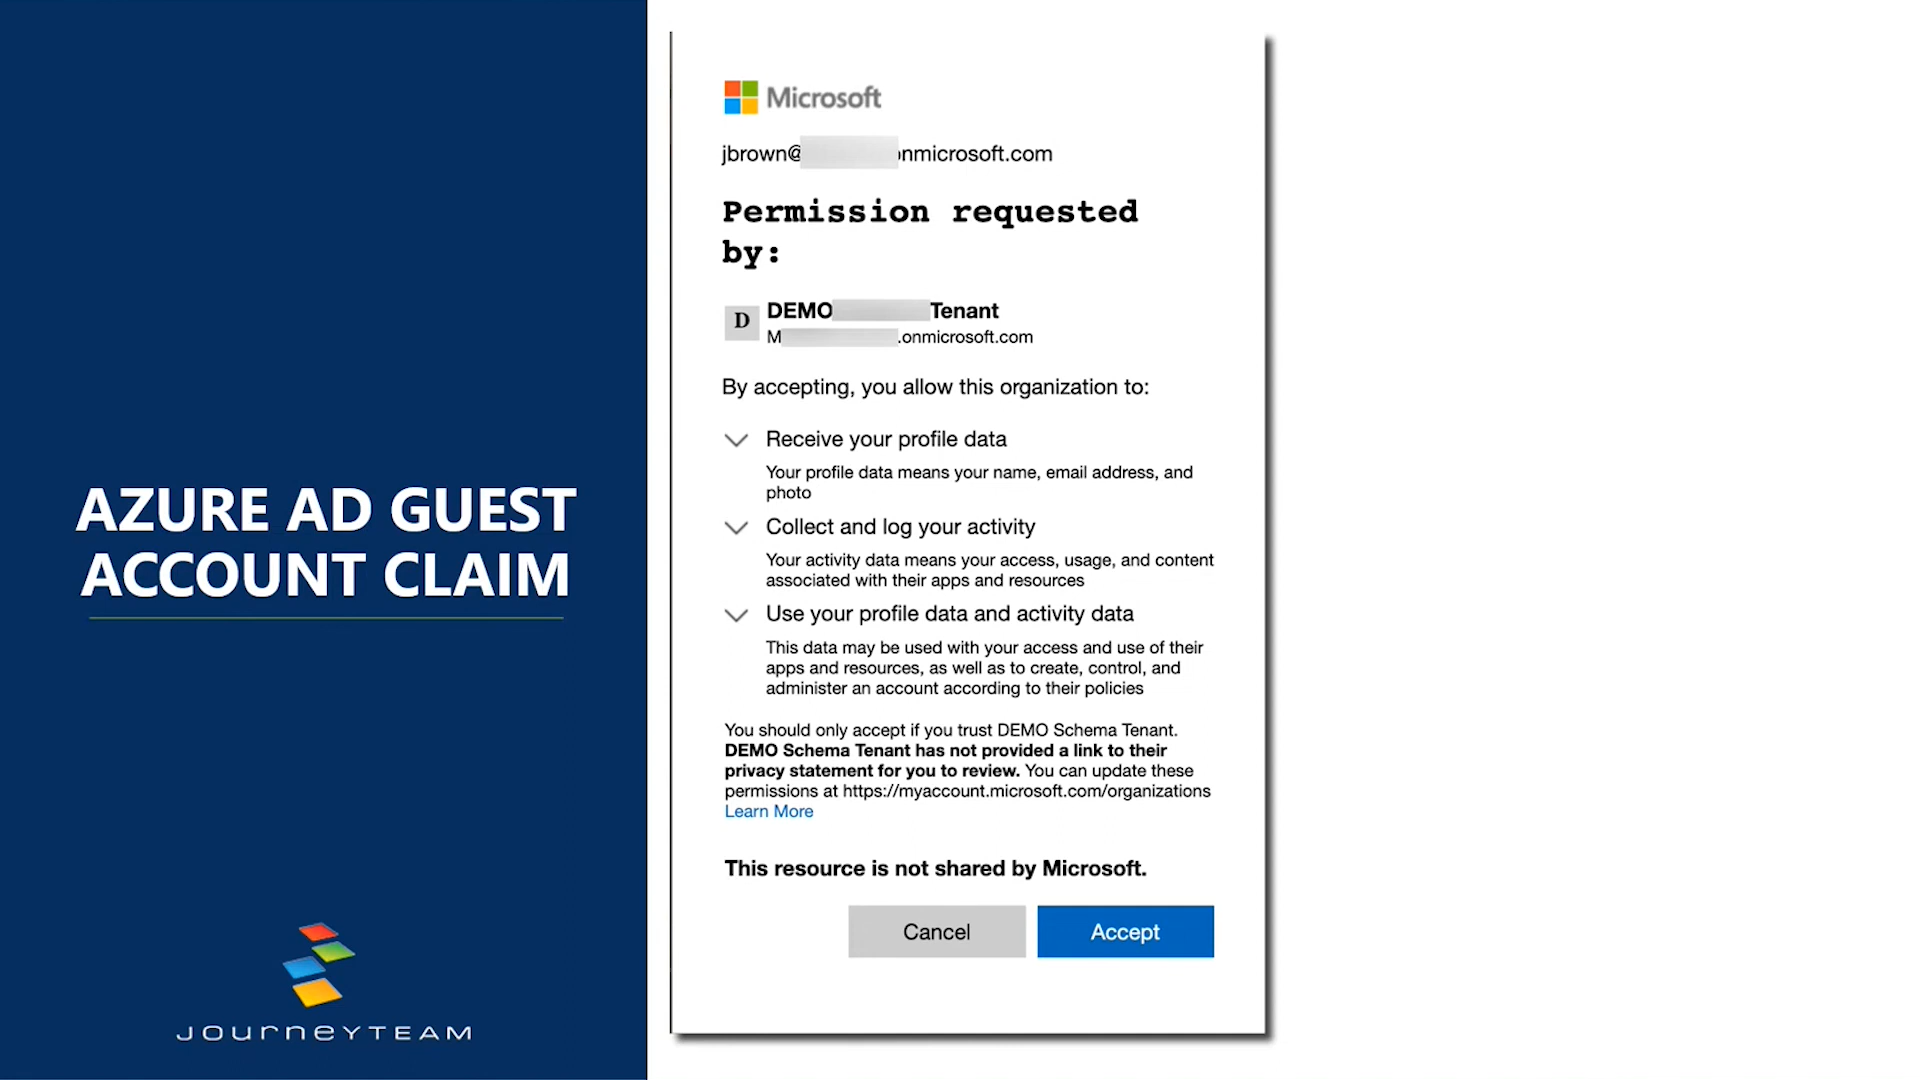 AZURE AD GUEST
ACCOUNT CLAIM
JOURNEYTEAM
Microsoft
jbrown@ onmicrosoft.com
Permission requested
by:
D
DEMO Tenant
M .onmicrosoft.com
By accepting, you allow this organization to:
Receive your profile data
Your profile data means your name, email address, and
photo
Collect and log your activity
Your activity data means your access, usage, and content
associated with their apps and resources
Use your profile data and activity data
This data may be used with your access and use of their
apps and resources, as well as to create, control, and
administer an account according to their policies
You should only accept if you trust DEMO Schema Tenant.
DEMO Schema Tenant has not provided a link to their
privacy statement for you to review. You can update these
permissions at https://myaccount.microsoft.com/organizations
Learn More
This resource is not shared by Microsoft.
Cancel
Accept